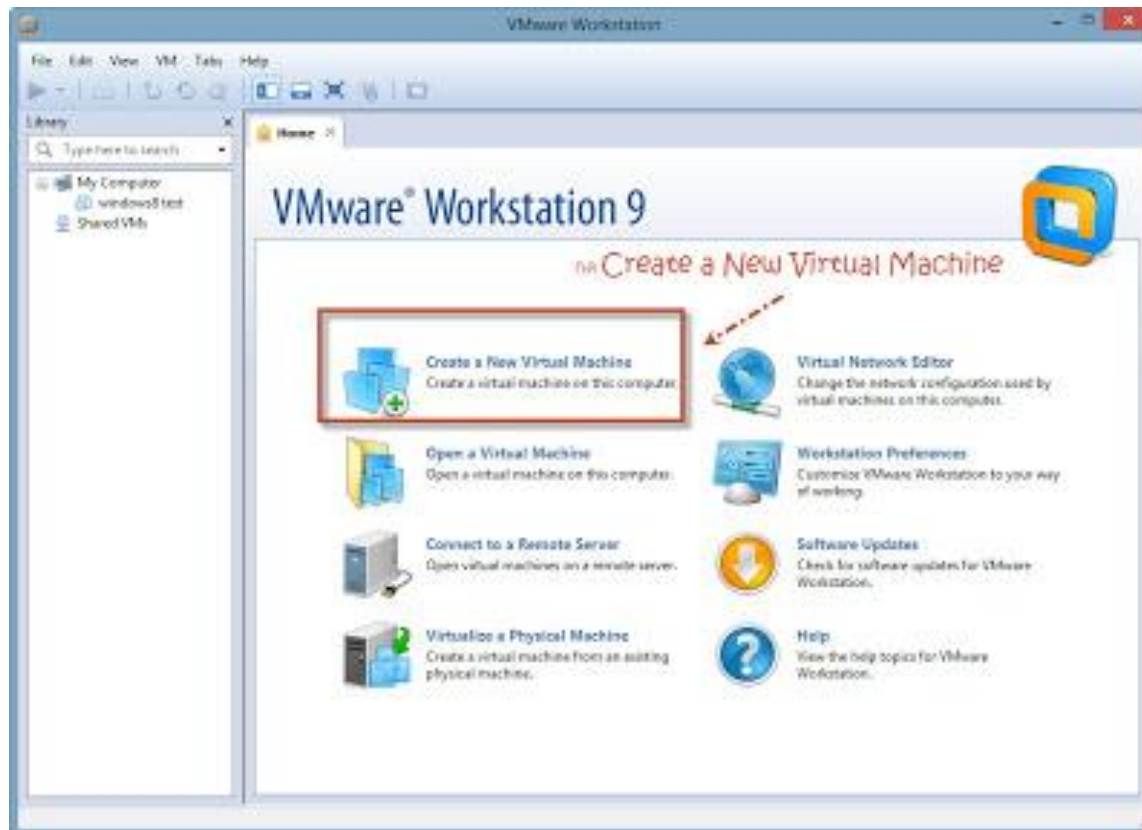 VMware Workstation
File Edit View VM Tabs Help
Library
Home
Type here to search
My Computer
windows8 test
Shared VMs
VMware® Workstation 9
Create a New Virtual Machine
Create a New Virtual Machine
Create a virtual machine on this computer.
Virtual Network Editor
Change the network configuration used by
virtual machines on this computer.
Open a Virtual Machine
Open a virtual machine on this computer.
Workstation Preferences
Customize VMware Workstation to your way
of working.
Connect to a Remote Server
Open virtual machines on a remote server.
Software Updates
Check for software updates for VMware
Workstation.
Virtualize a Physical Machine
Create a virtual machine from an existing
physical machine.
Help
View the help topics for VMware
Workstation.